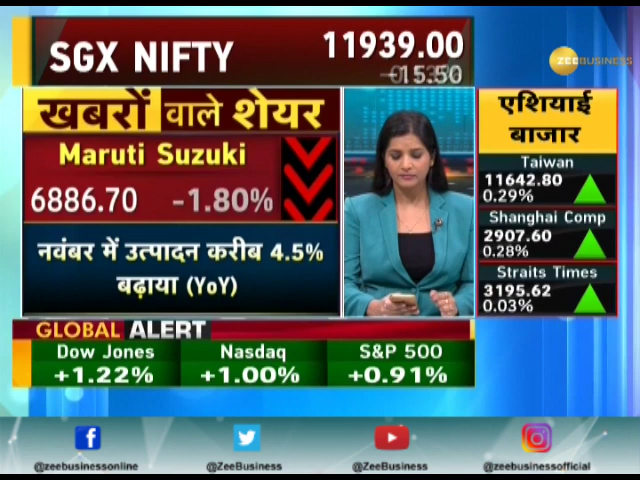 SGX NIFTY
11939.00
ZEEBUSINESS
खबरों वाले शेयर
Maruti Suzuki
6886.70 -1.80%
नवंबर में उत्पादन करीब 4.5%
बढ़ाया (YoY)
एशियाई
बाजार
Taiwan
11642.80
0.29%
Shanghai Comp
2907.60
0.28%
Straits Times
3195.62
0.03%
GLOBAL ALERT
Dow Jones Nasdaq S&P 500
+1.22% +1.00% +0.91%
@zeebusinessonline @ZeeBusiness @ZeeBusiness @zeebusinessofficial